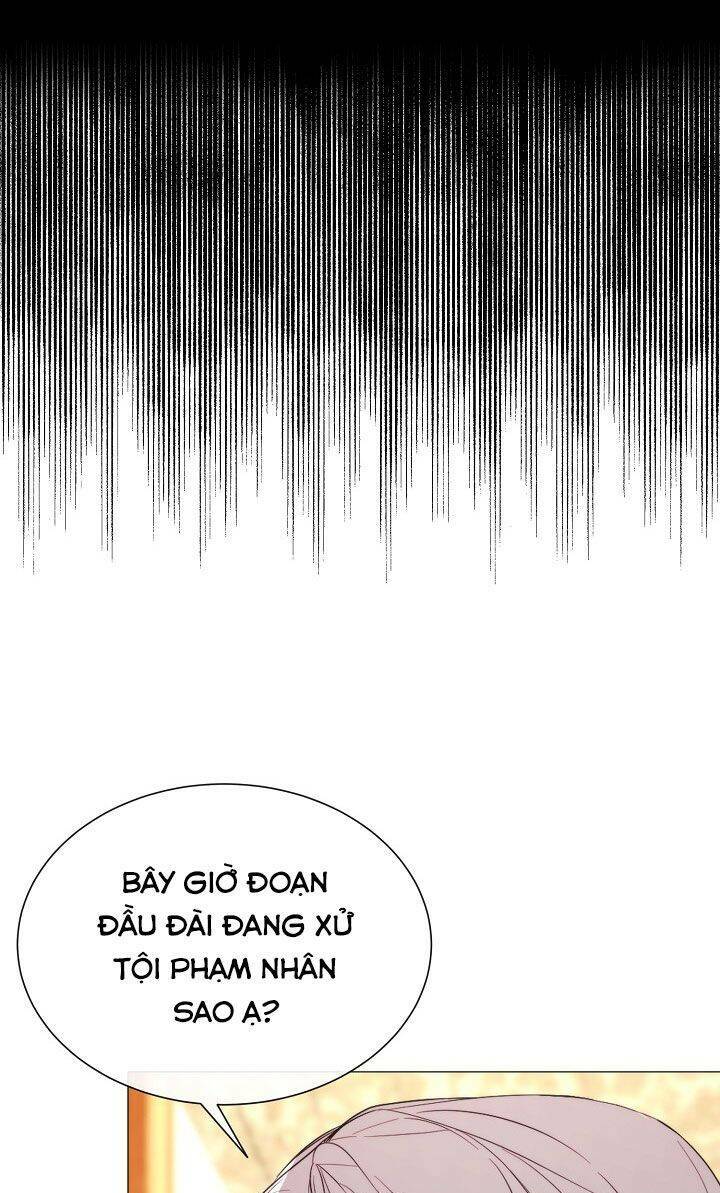 BÂY GIỜ ĐOẠN
ĐẦU ĐÀI ĐANG XỬ
TỘI PHẠM NHÂN
SAO Ạ?